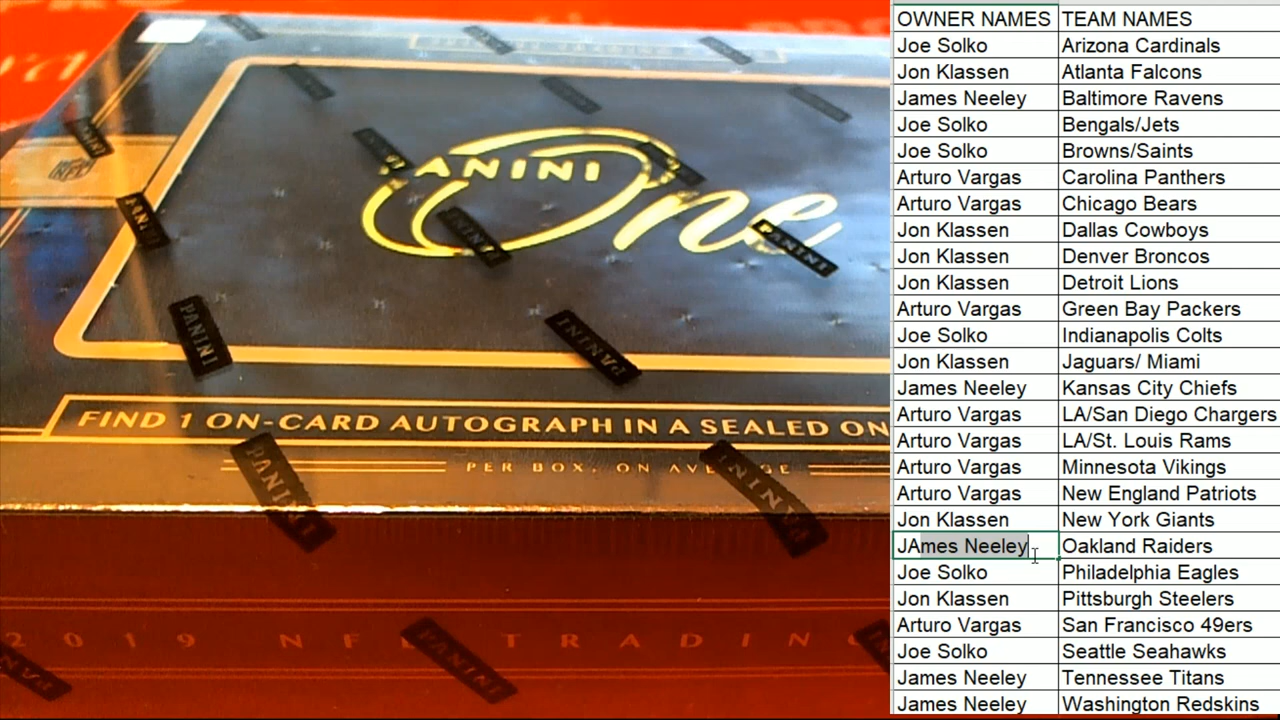 PANINI
One
NFL
FIND 1 ON-CARD AUTOGRAPH IN A SEALED ON
PER BOX, ON AVERAGE
2019 NFL TRADING
PANINI
PANINI
PANINI
PANINI
PANINI
PANINI
PANINI
PANINI
PANINI
OWNER NAMES TEAM NAMES
Joe Solko Arizona Cardinals
Jon Klassen Atlanta Falcons
James Neeley Baltimore Ravens
Joe Solko Bengals/Jets
Joe Solko Browns/Saints
Arturo Vargas Carolina Panthers
Arturo Vargas Chicago Bears
Jon Klassen Dallas Cowboys
Jon Klassen Denver Broncos
Jon Klassen Detroit Lions
Arturo Vargas Green Bay Packers
Joe Solko Indianapolis Colts
Jon Klassen Jaguars/ Miami
James Neeley Kansas City Chiefs
Arturo Vargas LA/San Diego Chargers
Arturo Vargas LA/St. Louis Rams
Arturo Vargas Minnesota Vikings
Arturo Vargas New England Patriots
Jon Klassen New York Giants
JAmes Neeley Oakland Raiders
Joe Solko Philadelphia Eagles
Jon Klassen Pittsburgh Steelers
Arturo Vargas San Francisco 49ers
Joe Solko Seattle Seahawks
James Neeley Tennessee Titans
James Neeley Washington Redskins